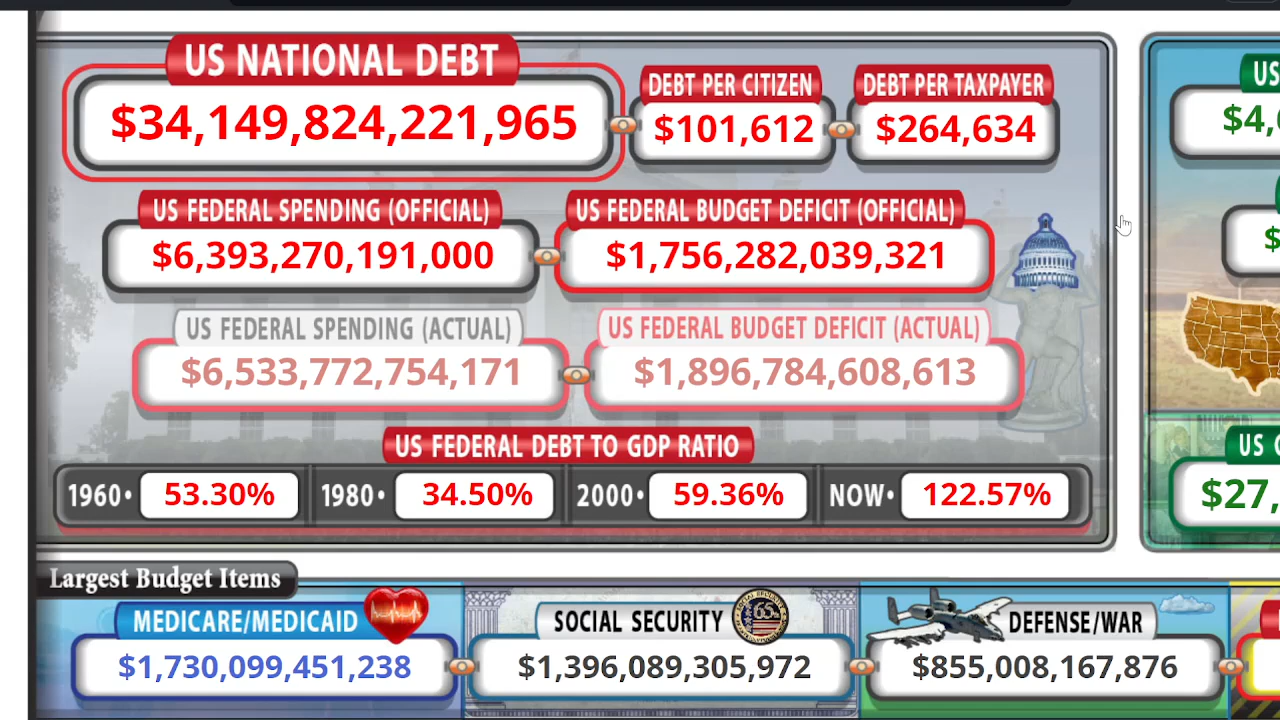 US NATIONAL DEBT
$34,149,824,221,965
DEBT PER CITIZEN
$101,612
DEBT PER TAXPAYER
$264,634
US FEDERAL SPENDING (OFFICIAL)
$6,393,270,191,000
US FEDERAL BUDGET DEFICIT (OFFICIAL)
$1,756,282,039,321
US FEDERAL SPENDING (ACTUAL)
$6,533,772,754,171
US FEDERAL BUDGET DEFICIT (ACTUAL)
$1,896,784,608,613
US FEDERAL DEBT TO GDP RATIO
1960• 53.30% 1980• 34.50% 2000• 59.36% NOW• 122.57%
US
$4,
$
US
$27,
Largest Budget Items
MEDICARE/MEDICAID
$1,730,099,451,238
SOCIAL SECURITY
65
$1,396,089,305,972
DEFENSE/WAR
$855,008,167,876